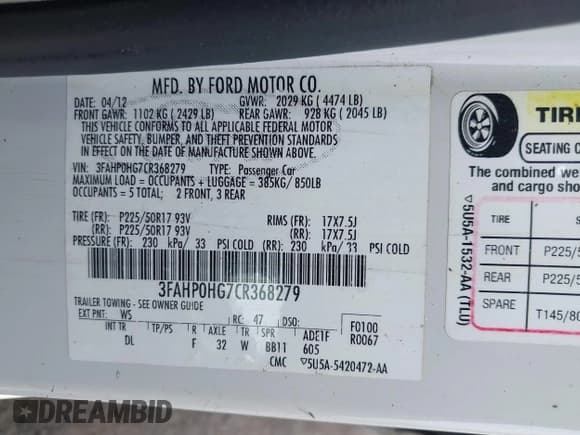 MFD. BY FORD MOTOR CO.
DATE: 04/12 GVWR: 2029 KG ( 4474 LB)
FRONT GAWR: 1102 KG ( 2429 LB) REAR GAWR: 928 KG ( 2045 LB)
THIS VEHICLE CONFORMS TO ALL APPLICABLE FEDERAL MOTOR
VEHICLE SAFETY, BUMPER, AND THEFT PREVENTION STANDARDS
IN EFFECT ON THE DATE OF MANUFACTURE SHOWN ABOVE.
VIN: 3FAHP0HG7CR368279 TYPE: Passenger Car
MAXIMUM LOAD = OCCUPANTS + LUGGAGE = 385KG/ 850LB
OCCUPANTS = 5 TOTAL: 2 FRONT, 3 REAR
TIRE (FR): P225/50R17 93V RIMS (FR): 17X7.5J
(RR): P225/50R17 93V (RR): 17X7.5J
PRESSURE (FR): 230 kPa/ 33 PSI COLD (RR): 230 kPa/ 33 PSI COLD
3FAHP0HG7CR368279
TRAILER TOWING - SEE OWNER GUIDE
EXT PNT: WS RC: 47 DSO: F0100
INT TR TP/PS R AXLE TR SPR ADETF R0067
DL F 32 W BB11 605
CMC ▽5U5A-5420472-AA
▽5U5A-1532-AA (TLU)
TIRE
SEATING
The combined
and cargo
TIRE
FRONT P225/5
REAR P225/5
SPARE T145/80
DREAMBID